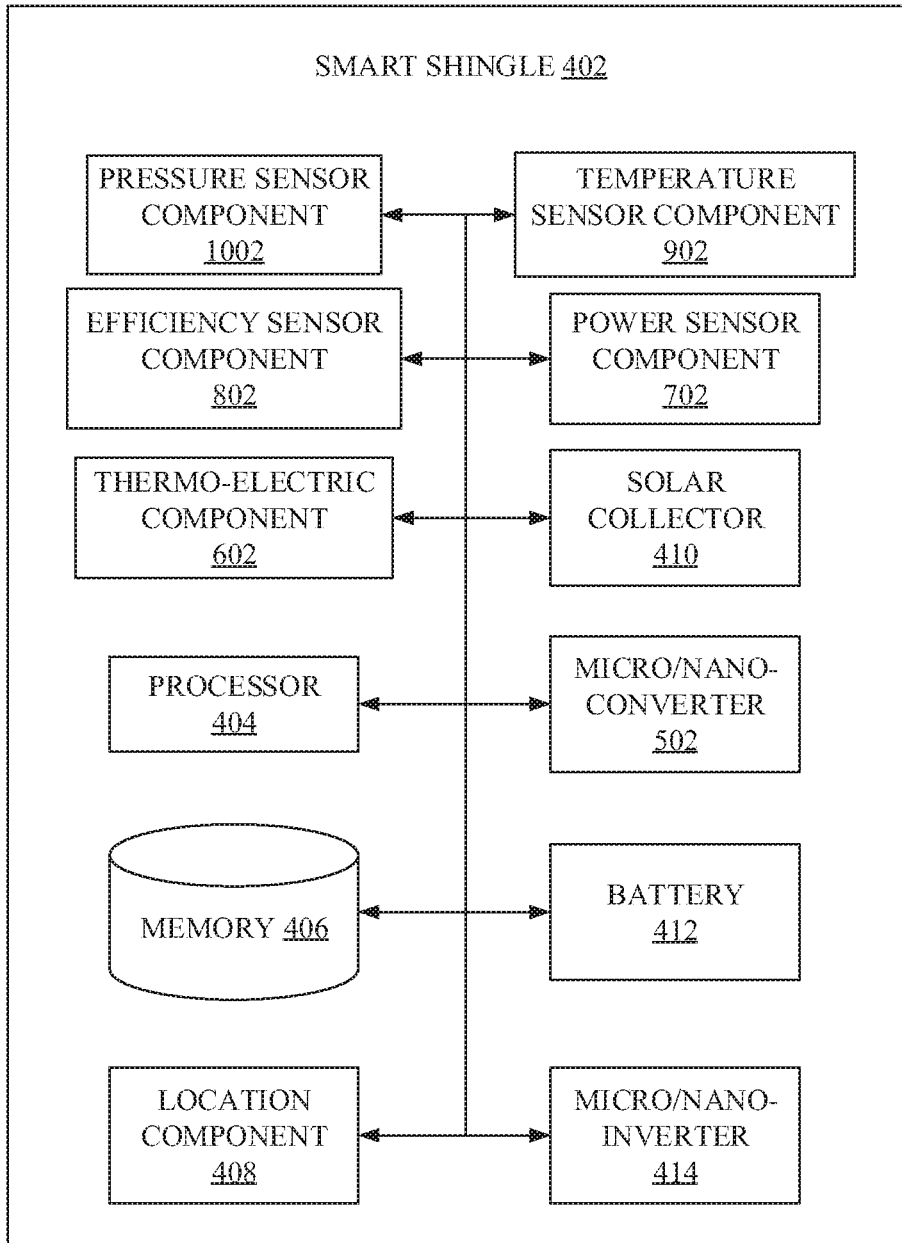 SMART SHINGLE 402
PRESSURE SENSOR
COMPONENT
1002
TEMPERATURE
SENSOR COMPONENT
902
EFFICIENCY SENSOR
COMPONENT
802
POWER SENSOR
COMPONENT
702
THERMO-ELECTRIC
COMPONENT
602
SOLAR
COLLECTOR
410
PROCESSOR
404
MICRO/NANO-
CONVERTER
502
MEMORY 406
BATTERY
412
LOCATION
COMPONENT
408
MICRO/NANO-
INVERTER
414